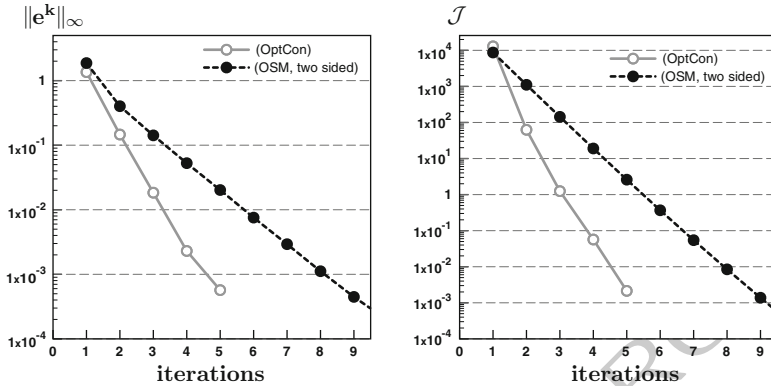 ‖e^k‖∞
(OptCon)
(OSM, two sided)
1
1x10^-1
1x10^-2
1x10^-3
1x10^-4
0 1 2 3 4 5 6 7 8 9
iterations
𝒥
(OptCon)
(OSM, two sided)
1x10^4
1x10^3
1x10^2
1x10^1
1
1x10^-1
1x10^-2
1x10^-3
1x10^-4
0 1 2 3 4 5 6 7 8 9
iterations